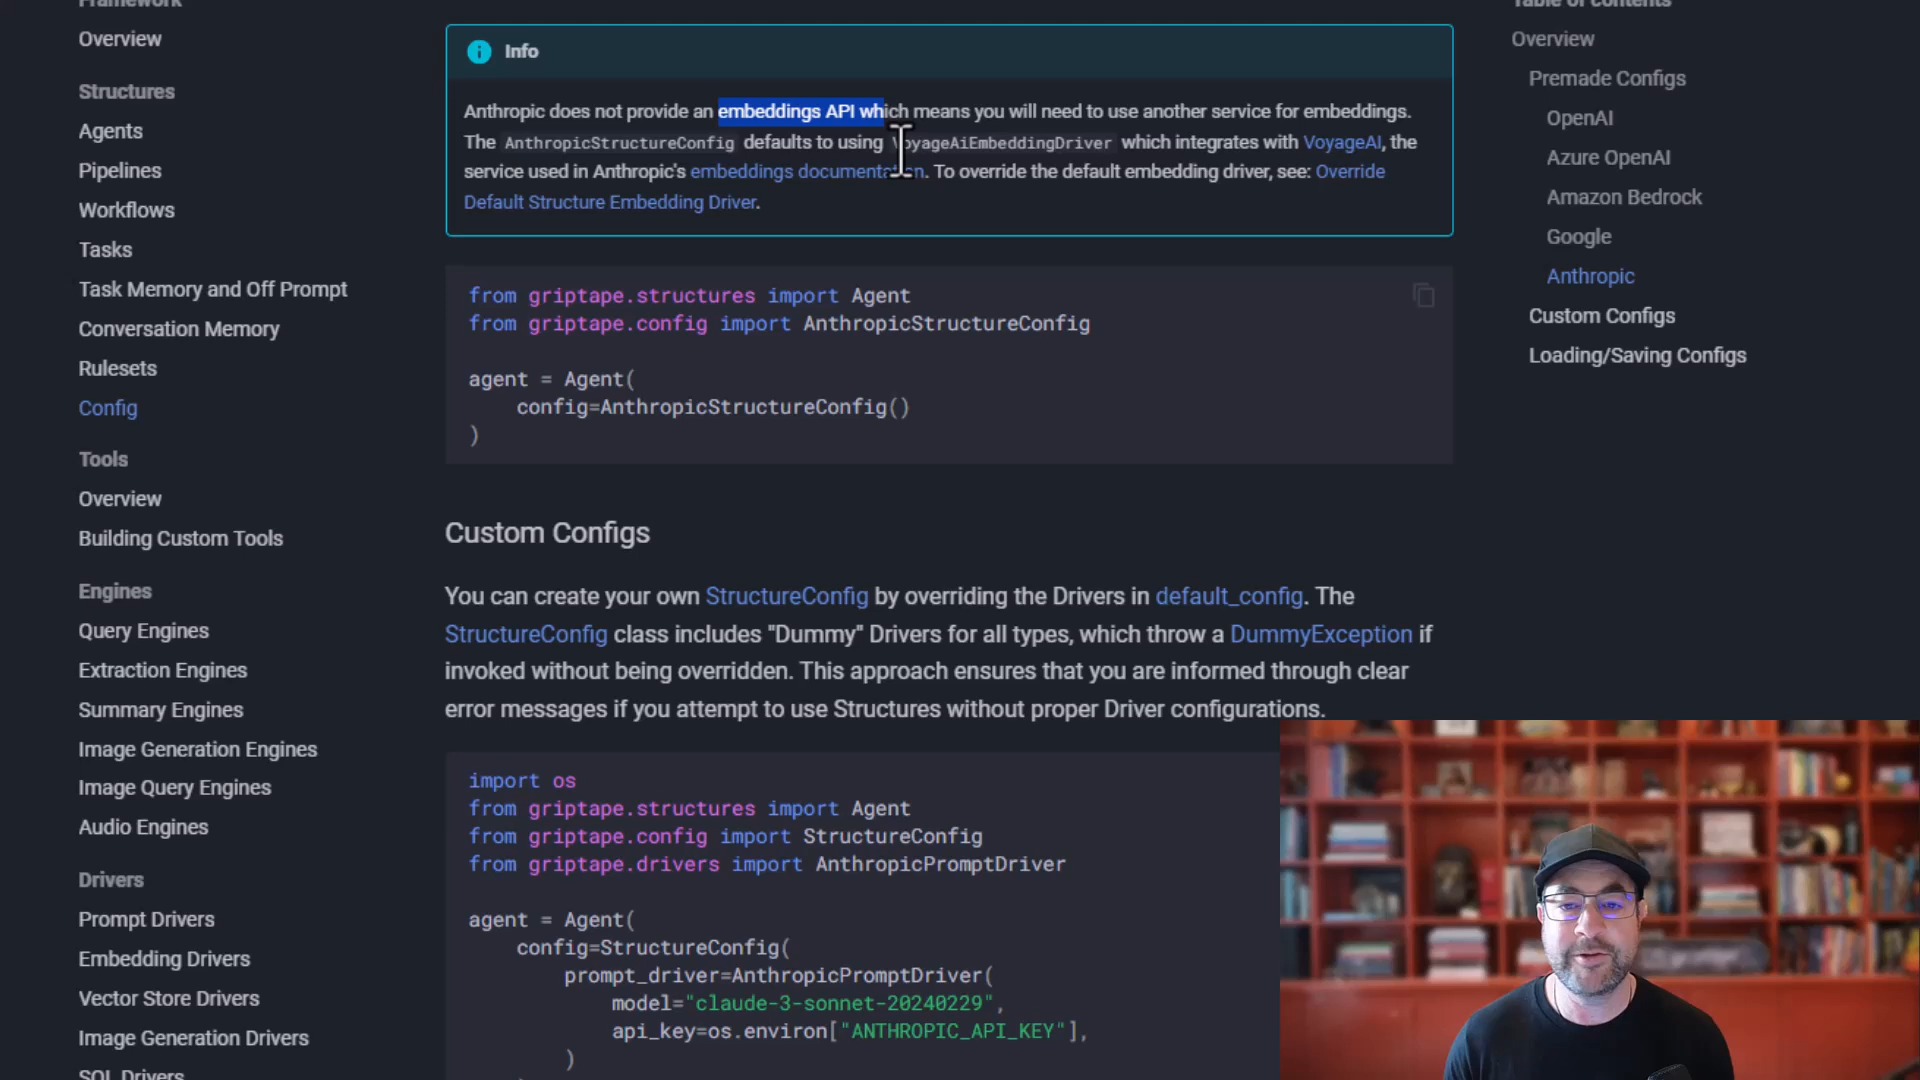 Framework
Overview
Structures
Agents
Pipelines
Workflows
Tasks
Task Memory and Off Prompt
Conversation Memory
Rulesets
Config
Tools
Overview
Building Custom Tools
Engines
Query Engines
Extraction Engines
Summary Engines
Image Generation Engines
Image Query Engines
Audio Engines
Drivers
Prompt Drivers
Embedding Drivers
Vector Store Drivers
Image Generation Drivers
SQL Drivers
Info
Anthropic does not provide an embeddings API which means you will need to use another service for embeddings.
The AnthropicStructureConfig defaults to using VoyageAiEmbeddingDriver which integrates with VoyageAI, the
service used in Anthropic's embeddings documentation. To override the default embedding driver, see: Override
Default Structure Embedding Driver.
from griptape.structures import Agent
from griptape.config import AnthropicStructureConfig
agent = Agent(
config=AnthropicStructureConfig()
)
Custom Configs
You can create your own StructureConfig by overriding the Drivers in default_config. The
StructureConfig class includes "Dummy" Drivers for all types, which throw a DummyException if
invoked without being overridden. This approach ensures that you are informed through clear
error messages if you attempt to use Structures without proper Driver configurations.
import os
from griptape.structures import Agent
from griptape.config import StructureConfig
from griptape.drivers import AnthropicPromptDriver
agent = Agent(
config=StructureConfig(
prompt_driver=AnthropicPromptDriver(
model="claude-3-sonnet-20240229",
api_key=os.environ["ANTHROPIC_API_KEY"],
)
Table of contents
Overview
Premade Configs
OpenAI
Azure OpenAI
Amazon Bedrock
Google
Anthropic
Custom Configs
Loading/Saving Configs